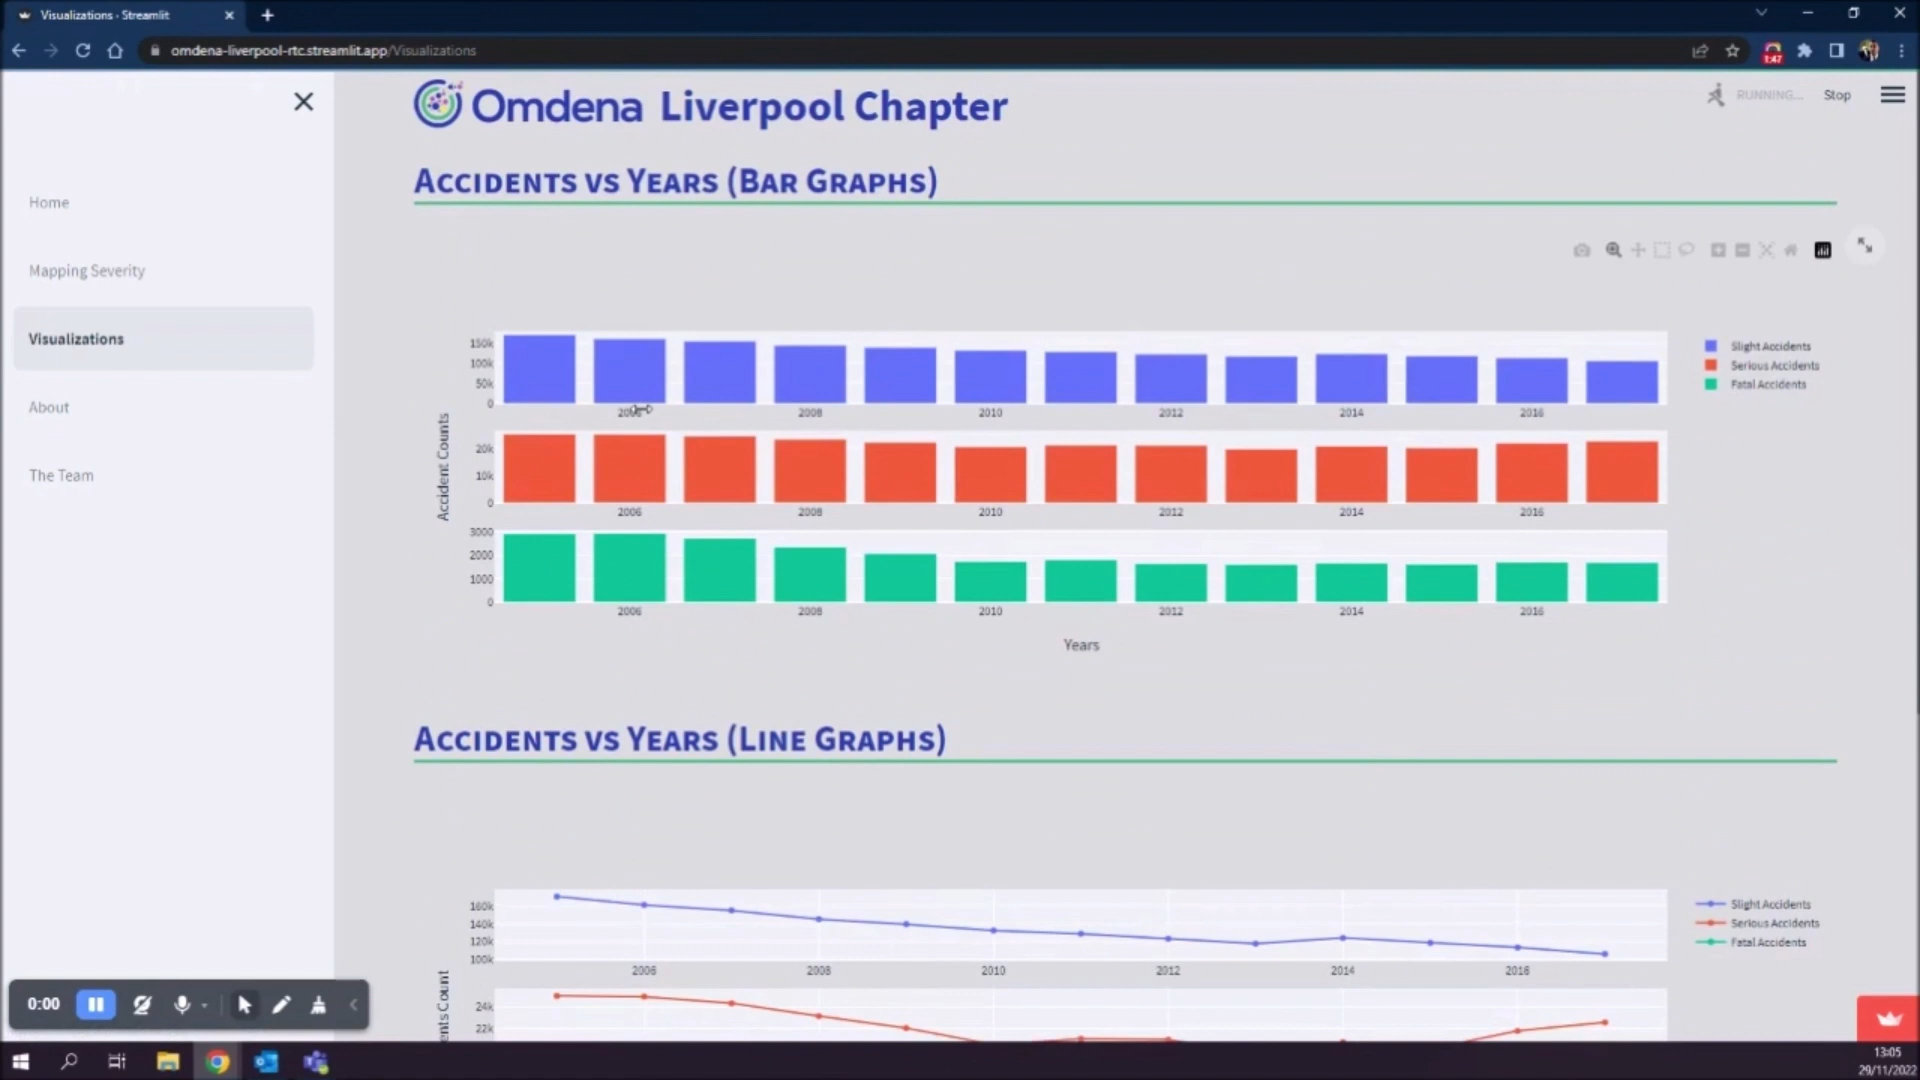 Visualizations · Streamlit
omdena-liverpool-rtc.streamlit.app/Visualizations
1:47
Omdena Liverpool Chapter
RUNNING...
Stop
Home
Mapping Severity
Visualizations
About
The Team
Accidents vs Years (Bar Graphs)
150k
100k
50k
0
2008
2010
2012
2014
2016
20k
10k
0
2006
2008
2010
2012
2014
2016
3000
2000
1000
0
2006
2008
2010
2012
2014
2016
Accident Counts
Years
Slight Accidents
Serious Accidents
Fatal Accidents
Accidents vs Years (Line Graphs)
160k
140k
120k
100k
2006
2008
2010
2012
2014
2016
24k
22k
Count
Slight Accidents
Serious Accidents
Fatal Accidents
0:00
13:05
29/11/2022